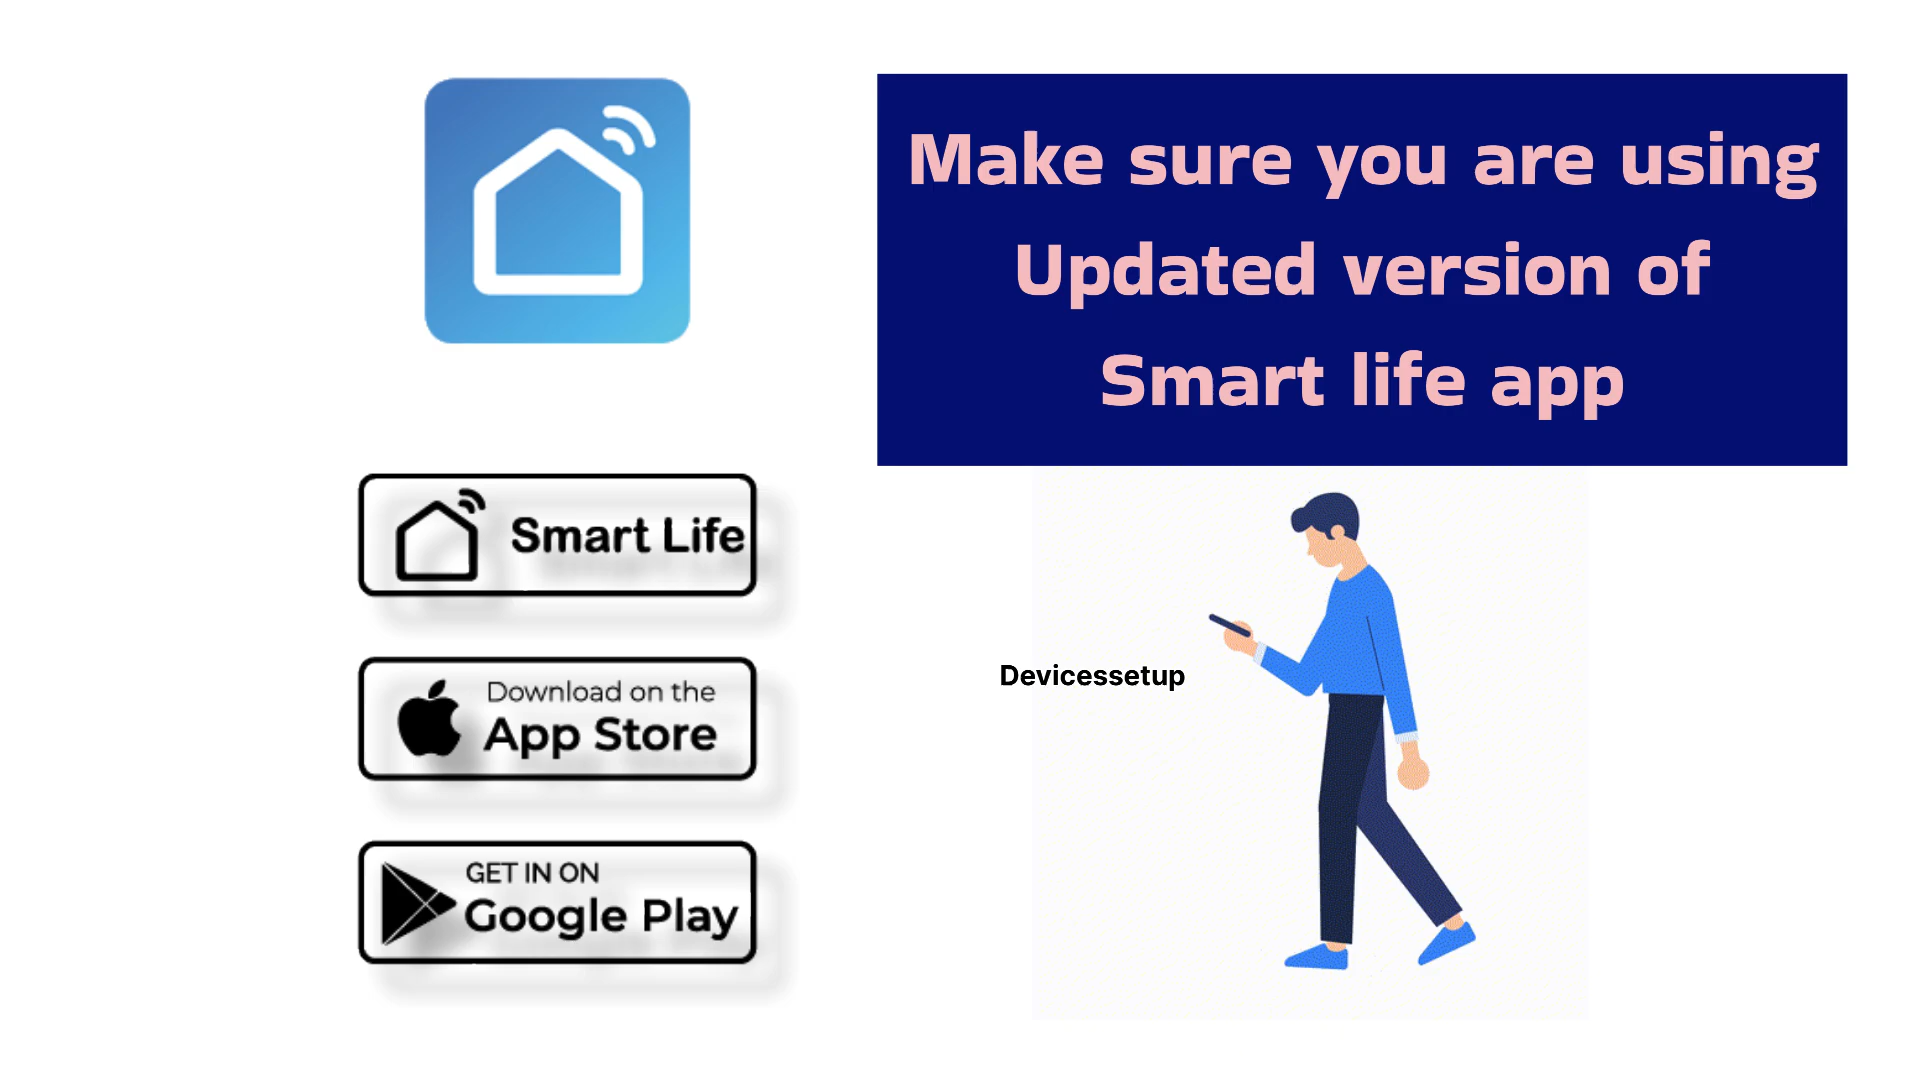 Make sure you are using
Updated version of
Smart life app
Smart Life
Download on the
App Store
GET IN ON
Google Play
Devicessetup